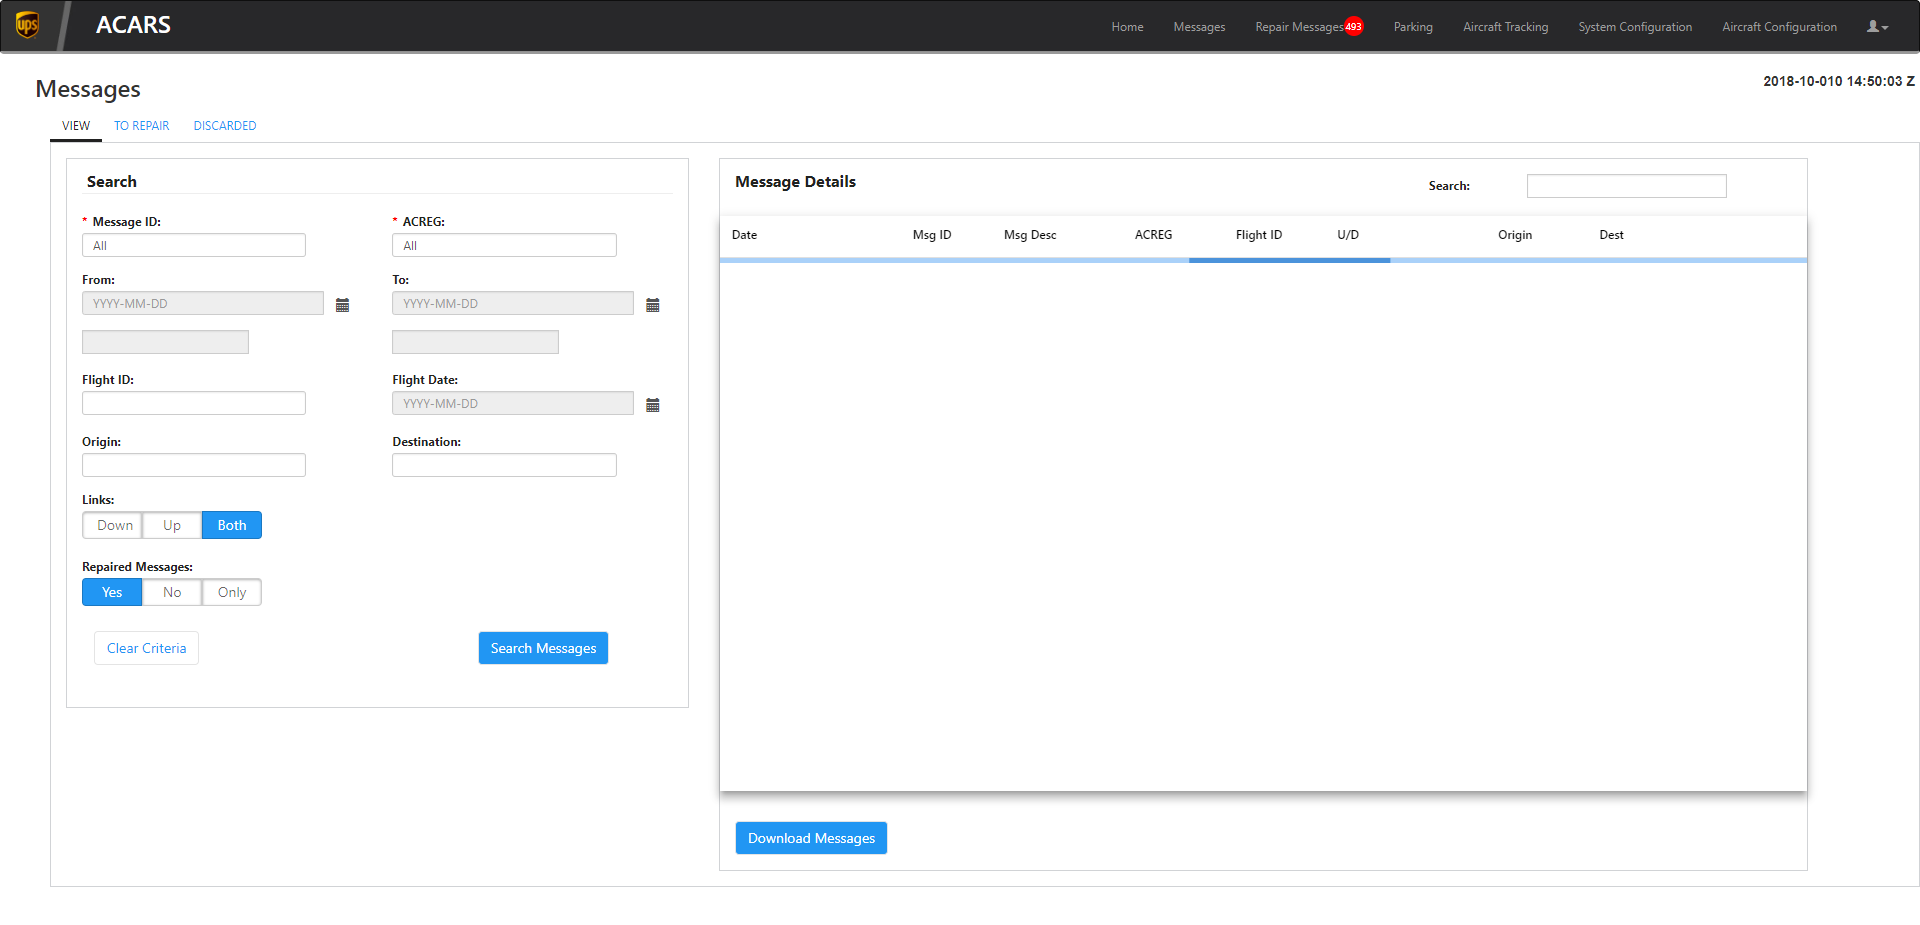 ups
ACARS
Home Messages Repair Messages 493 Parking Aircraft Tracking System Configuration Aircraft Configuration
Messages
2018-10-010 14:50:03 Z
VIEW TO REPAIR DISCARDED
Search
* Message ID: * ACREG:
All All
From: To:
YYYY-MM-DD YYYY-MM-DD
Flight ID: Flight Date:
YYYY-MM-DD
Origin: Destination:
Links:
Down Up Both
Repaired Messages:
Yes No Only
Clear Criteria Search Messages
Message Details Search:
Date Msg ID Msg Desc ACREG Flight ID U/D Origin Dest
Download Messages